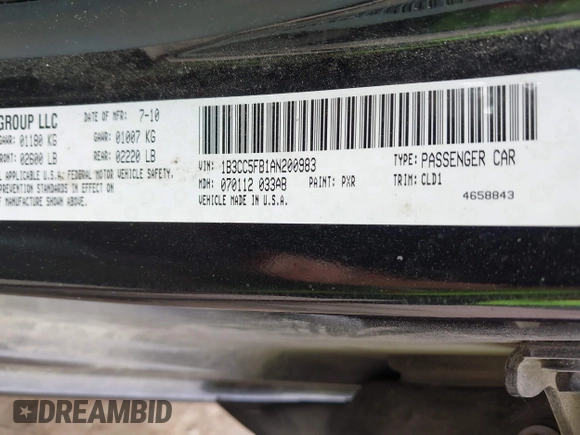 GROUP LLC DATE OF MFR: 7-10
GAWR: 01180 KG GAWR: 01007 KG
FRONT: 02600 LB REAR: 02220 LB
L APPLICABLE U.S.A. FEDERAL MOTOR VEHICLE SAFETY,
PREVENTION STANDARDS IN EFFECT
OF MANUFACTURE SHOWN ABOVE.
VIN: 1B3CC5FB1AN200983 TYPE: PASSENGER CAR
MDH: 070112 033AB PAINT: PXR TRIM: CLD1
VEHICLE MADE IN U.S.A. 4658843
DREAMBID